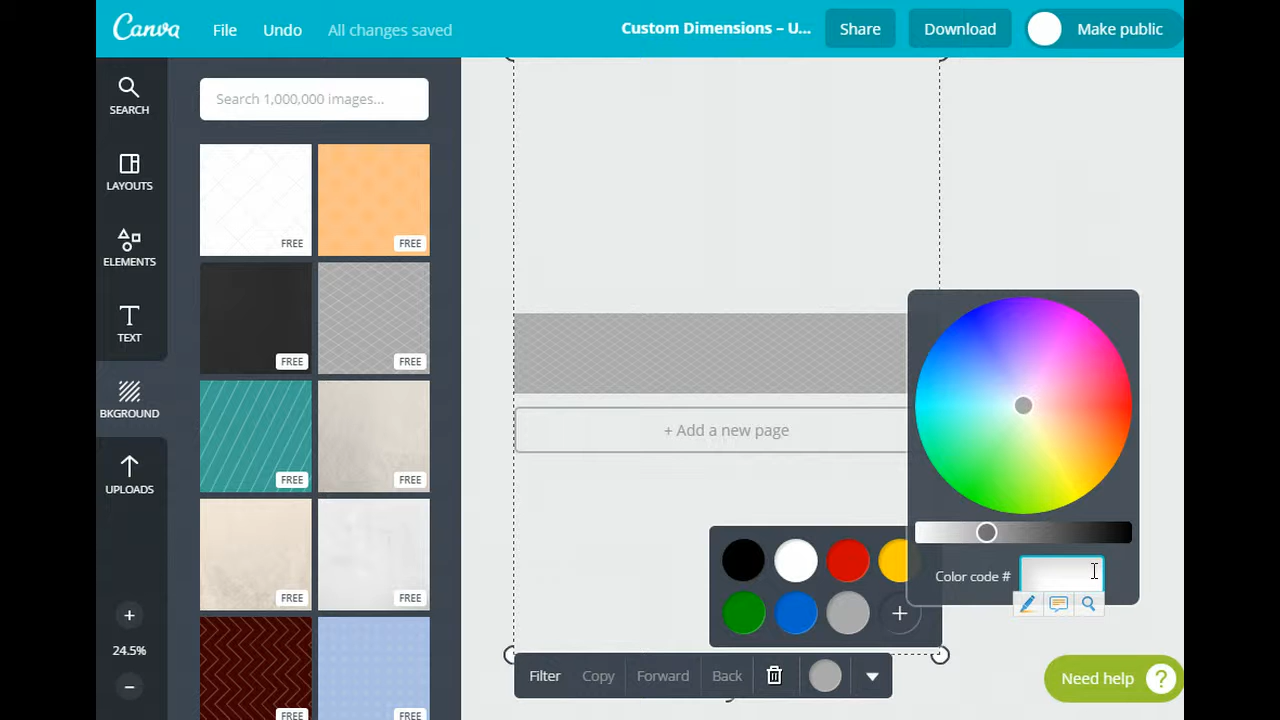 Canva
File
Undo
All changes saved
Custom Dimensions – U...
Share
Download
Make public
SEARCH
LAYOUTS
ELEMENTS
TEXT
BKGROUND
UPLOADS
+
24.5%
−
Search 1,000,000 images...
FREE
FREE
FREE
FREE
FREE
FREE
FREE
FREE
FREE
FREE
+ Add a new page
Color code #
+
Filter
Copy
Forward
Back
Need help ?